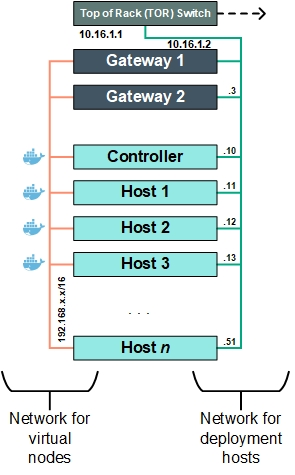 Top of Rack (TOR) Switch
10.16.1.1
10.16.1.2
Gateway 1
Gateway 2
.3
Controller
.10
Host 1
.11
Host 2
.12
Host 3
.13
192.168.x.x/16
. . .
Host n
.51
Network for
virtual
nodes
Network for
deployment
hosts